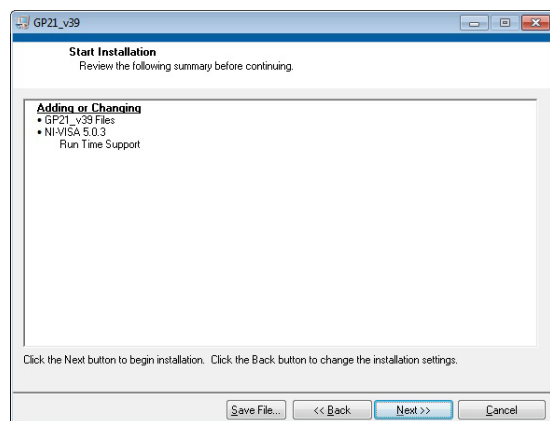 GP21_v39
Start Installation
Review the following summary before continuing.
Adding or Changing
• GP21_v39 Files
• NI-VISA 5.0.3
Run Time Support
Click the Next button to begin installation. Click the Back button to change the installation settings.
Save File... << Back Next >> Cancel